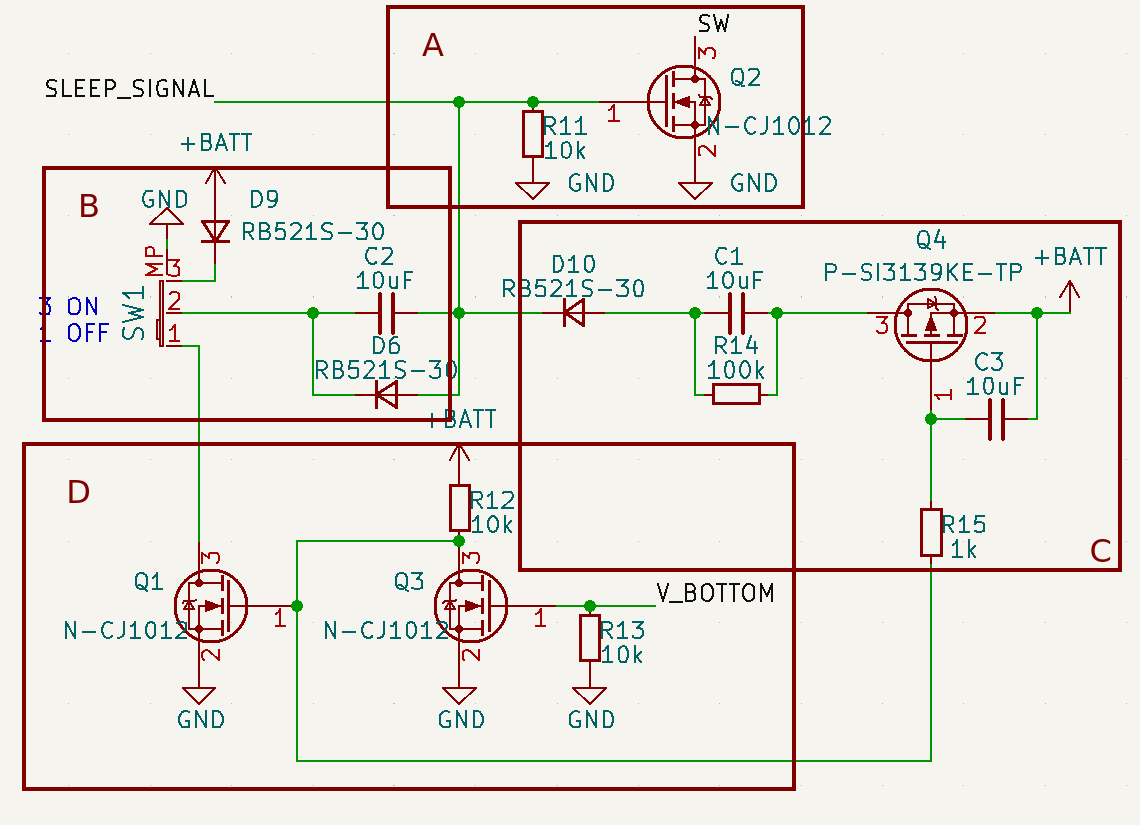 SW
A
3
Q2
SLEEP_SIGNAL
1
R11
10k
N-CJ1012
2
GND
GND
+BATT
B
GND
D9
RB521S-30
MP
3
C2
10uF
D10
RB521S-30
C1
10uF
Q4
P-SI3139KE-TP
+BATT
3 ON
1 OFF
SW1
2
1
D6
RB521S-30
R14
100k
3
2
1
C3
10uF
+BATT
D
R12
10k
R15
1k
C
Q1
N-CJ1012
3
1
2
GND
Q3
N-CJ1012
3
1
2
GND
V_BOTTOM
R13
10k
GND